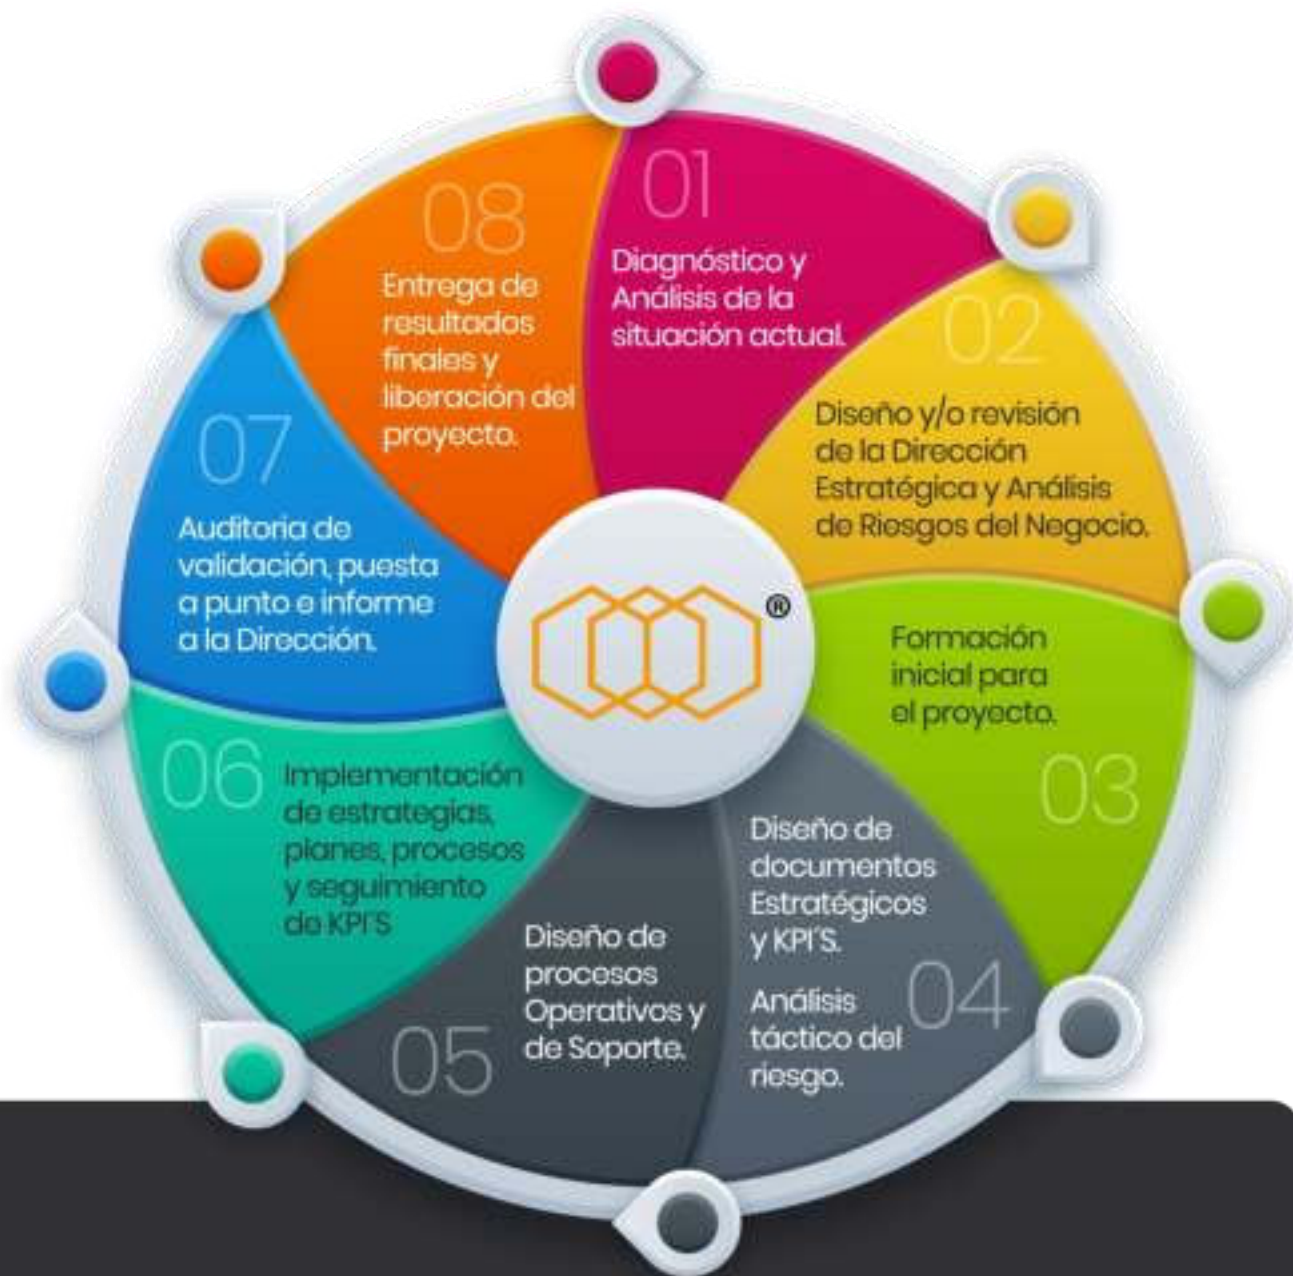 01
Diagnóstico y
Análisis de la
situación actual.
02
Diseño y/o revisión
de la Dirección
Estratégica y Análisis
de Riesgos del Negocio.
Formación
inicial para
el proyecto.
03
Diseño de
documentos
Estratégicos
y KPI´S.
Análisis
táctico del
riesgo.
04
Diseño de
procesos
Operativos y
de Soporte.
05
06
Implementación
de estrategias,
planes, procesos
y seguimiento
de KPI'S
07
Auditoria de
validación, puesta
a punto e informe
a la Dirección.
08
Entrega de
resultados
finales y
liberación del
proyecto.
®